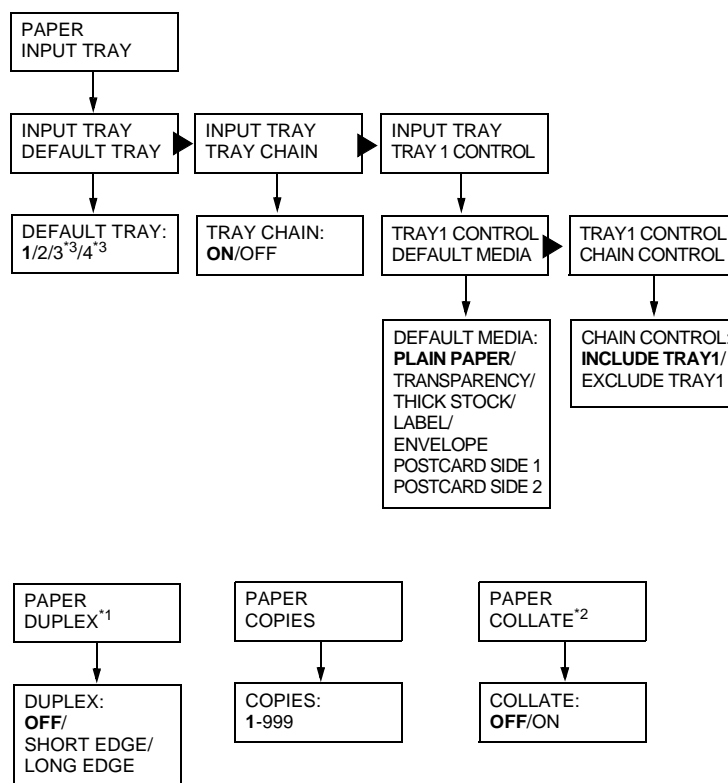 PAPER
INPUT TRAY
INPUT TRAY
DEFAULT TRAY
INPUT TRAY
TRAY CHAIN
INPUT TRAY
TRAY 1 CONTROL
DEFAULT TRAY:
1/2/3*3/4*3
TRAY CHAIN:
ON/OFF
TRAY1 CONTROL
DEFAULT MEDIA
TRAY1 CONTROL
CHAIN CONTROL
DEFAULT MEDIA:
PLAIN PAPER/
TRANSPARENCY/
THICK STOCK/
LABEL/
ENVELOPE
POSTCARD SIDE 1
POSTCARD SIDE 2
CHAIN CONTROL:
INCLUDE TRAY1/
EXCLUDE TRAY1
PAPER
DUPLEX*1
PAPER
COPIES
PAPER
COLLATE*2
DUPLEX:
OFF/
SHORT EDGE/
LONG EDGE
COPIES:
1-999
COLLATE:
OFF/ON